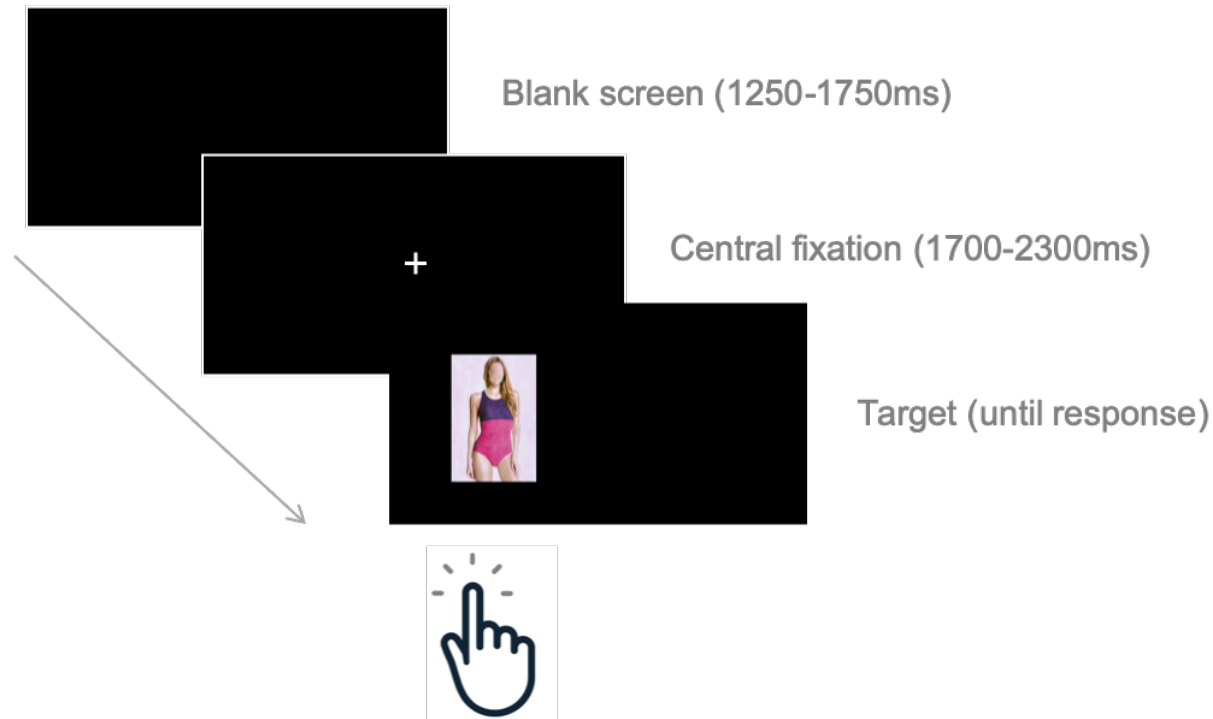 Blank screen (1250-1750ms)
Central fixation (1700-2300ms)
Target (until response)